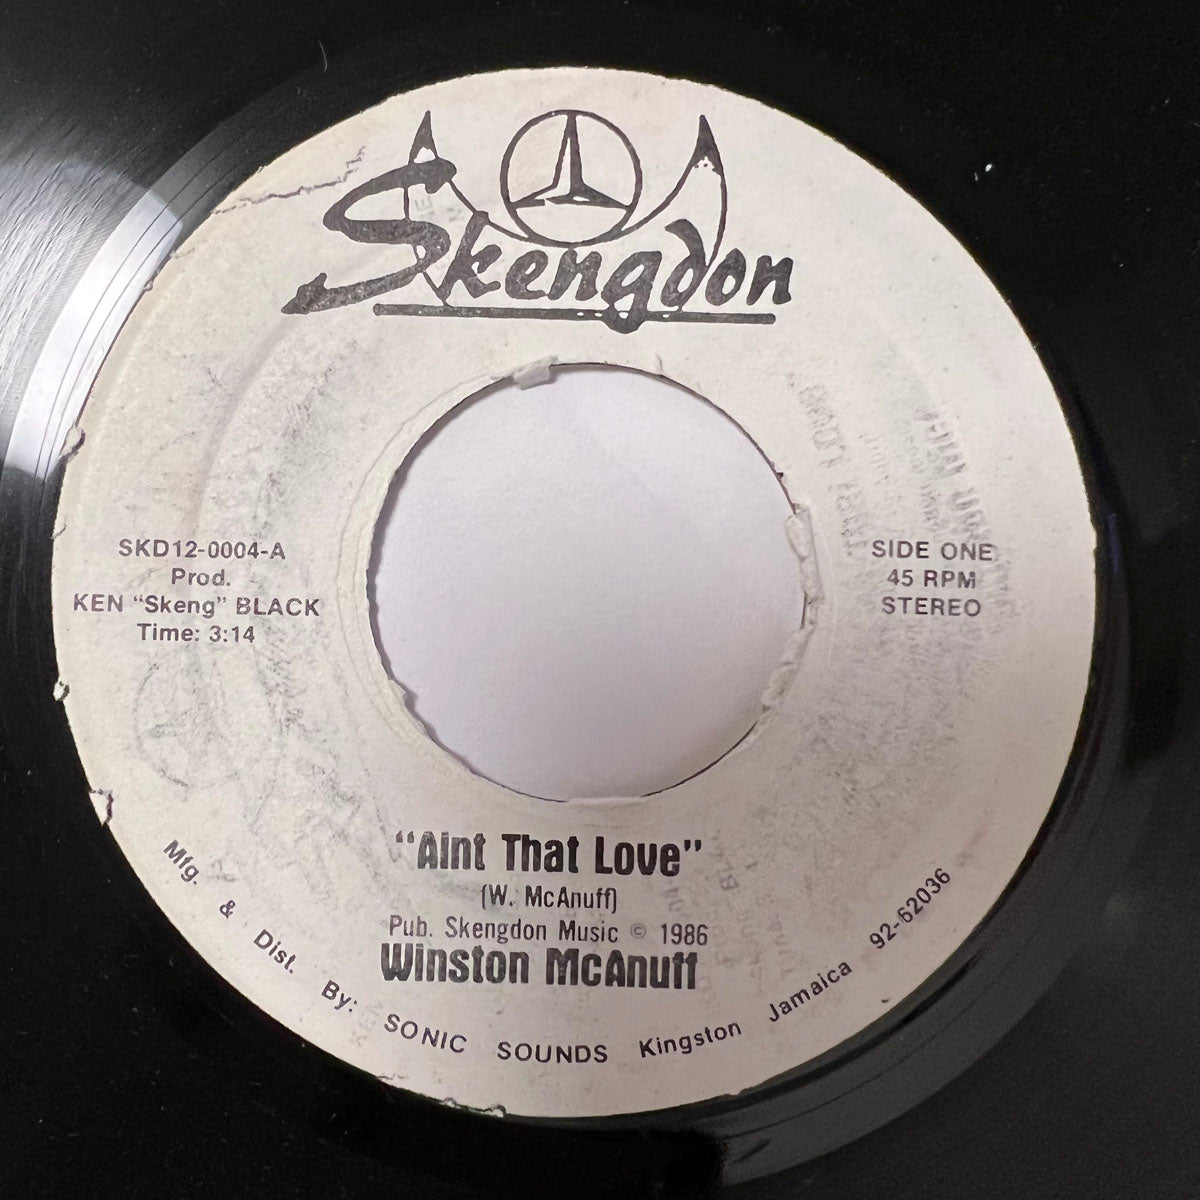 Skengdon
SKD12-0004-A
Prod.
KEN "Skeng" BLACK
Time: 3:14
SIDE ONE
45 RPM
STEREO
"Aint That Love"
(W. McAnuff)
Pub. Skengdon Music © 1986
Winston McAnuff
Mfg. & Dist. By: SONIC SOUNDS Kingston Jamaica 92-62036